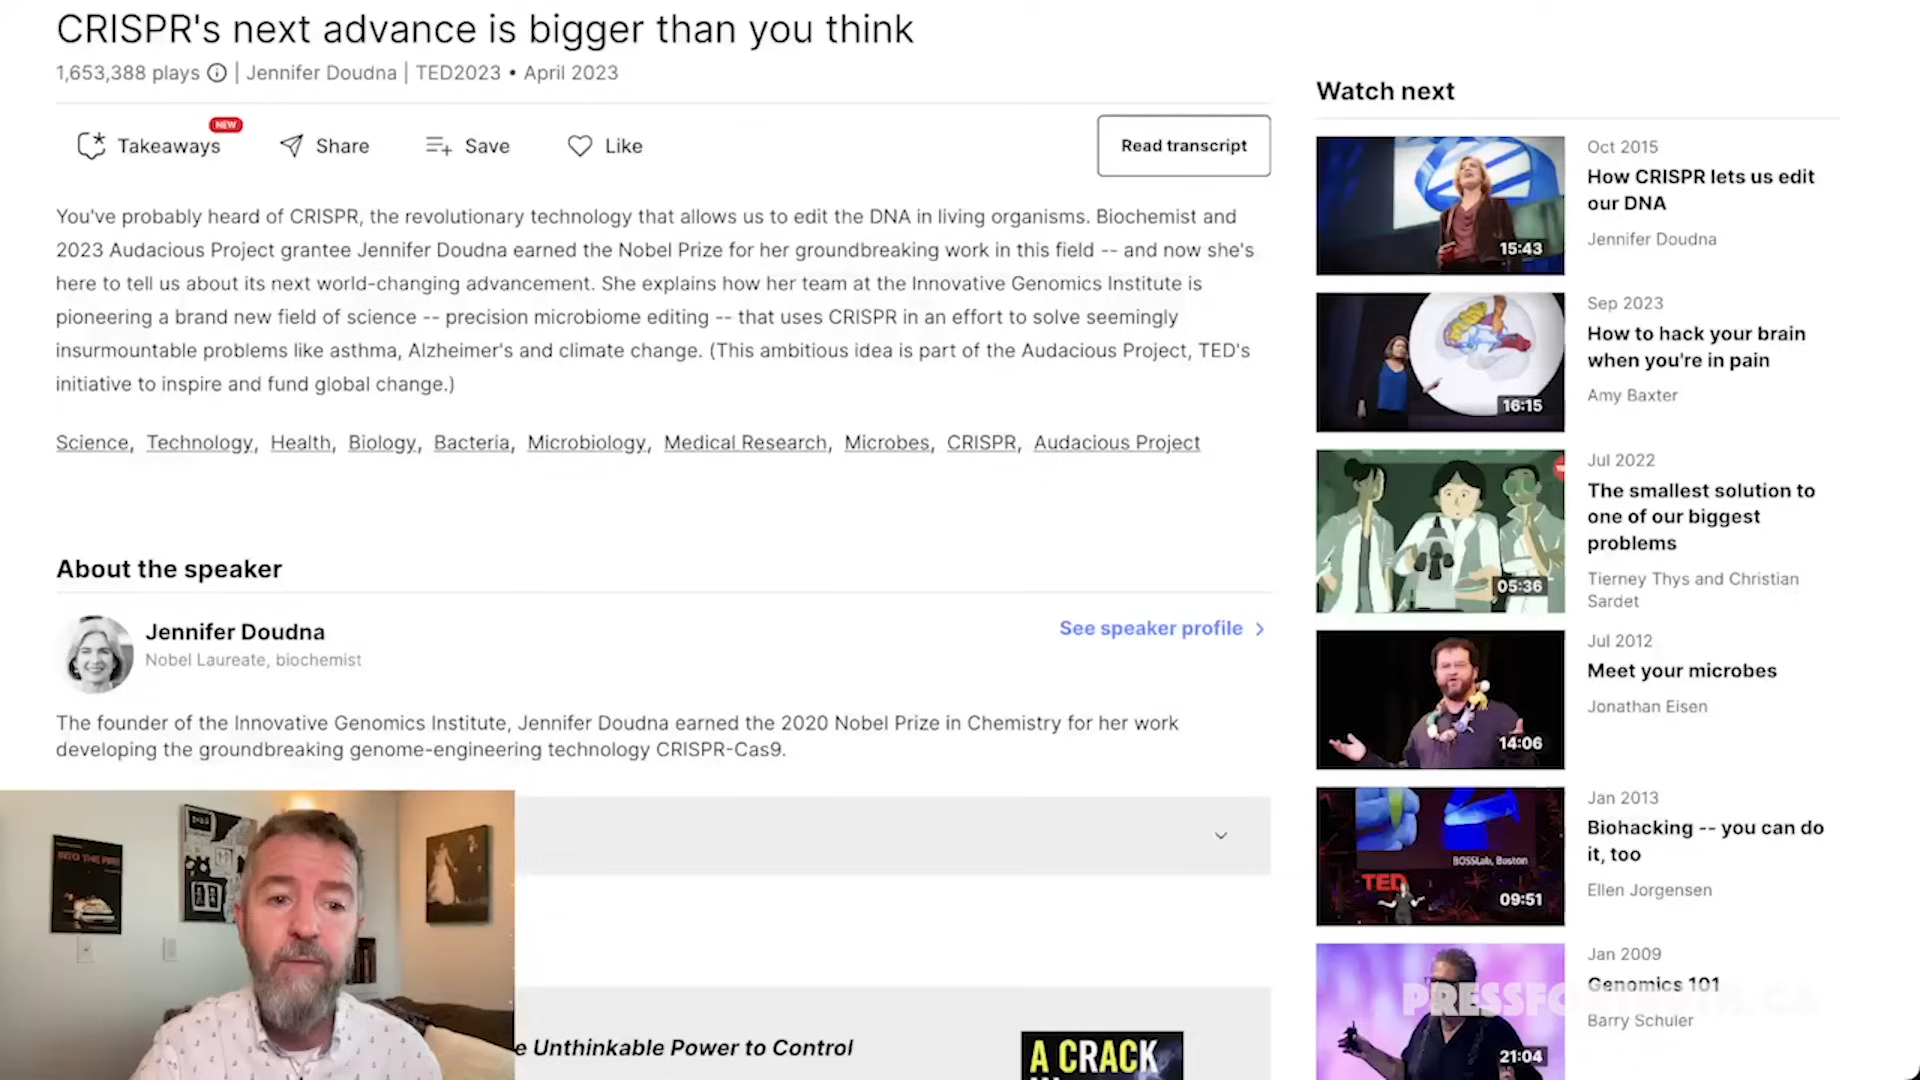 CRISPR's next advance is bigger than you think
1,653,388 plays | Jennifer Doudna | TED2023 • April 2023
Takeaways NEW Share Save Like Read transcript
You've probably heard of CRISPR, the revolutionary technology that allows us to edit the DNA in living organisms. Biochemist and
2023 Audacious Project grantee Jennifer Doudna earned the Nobel Prize for her groundbreaking work in this field -- and now she's
here to tell us about its next world-changing advancement. She explains how her team at the Innovative Genomics Institute is
pioneering a brand new field of science -- precision microbiome editing -- that uses CRISPR in an effort to solve seemingly
insurmountable problems like asthma, Alzheimer's and climate change. (This ambitious idea is part of the Audacious Project, TED's
initiative to inspire and fund global change.)
Science, Technology, Health, Biology, Bacteria, Microbiology, Medical Research, Microbes, CRISPR, Audacious Project
About the speaker
Jennifer Doudna
Nobel Laureate, biochemist
See speaker profile
The founder of the Innovative Genomics Institute, Jennifer Doudna earned the 2020 Nobel Prize in Chemistry for her work
developing the groundbreaking genome-engineering technology CRISPR-Cas9.
INTO THE FIRE
e Unthinkable Power to Control
A CRACK
Watch next
15:43
Oct 2015
How CRISPR lets us edit
our DNA
Jennifer Doudna
16:15
Sep 2023
How to hack your brain
when you're in pain
Amy Baxter
05:36
Jul 2022
The smallest solution to
one of our biggest
problems
Tierney Thys and Christian
Sardet
14:06
Jul 2012
Meet your microbes
Jonathan Eisen
BOSSLab, Boston
TED
09:51
Jan 2013
Biohacking -- you can do
it, too
Ellen Jorgensen
21:04
Jan 2009
Genomics 101
Barry Schuler